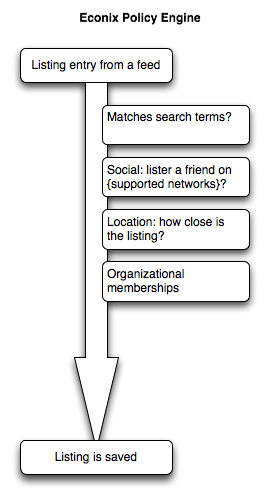 Econix Policy Engine
Listing entry from a feed
Matches search terms?
Social: lister a friend on
{supported networks}?
Location: how close is
the listing?
Organizational
memberships
Listing is saved